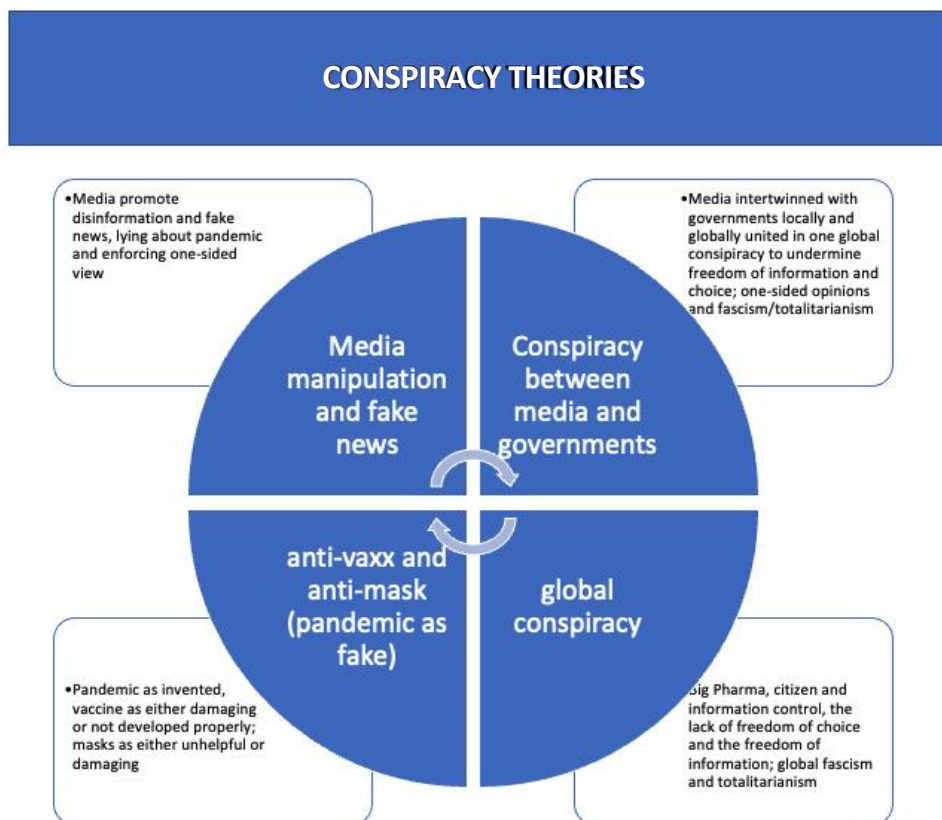 CONSPIRACY THEORIES
•Media promote
disinformation and fake
news, lying about pandemic
and enforcing one-sided
view
•Media intertwinned with
governments locally and
globally united in one global
consipiracy to undermine
freedom of information and
choice; one-sided opinions
and fascism/totalitarianism
Media
manipulation
and fake
news
Conspiracy
between
media and
governments
anti-vaxx and
anti-mask
(pandemic as
fake)
global
conspiracy
•Pandemic as invented,
vaccine as either damaging
or not developed properly;
masks as either unhelpful or
damaging
Big Pharma, citizen and
information control, the
lack of freedom of choice
and the freedom of
information; global fascism
and totalitarianism